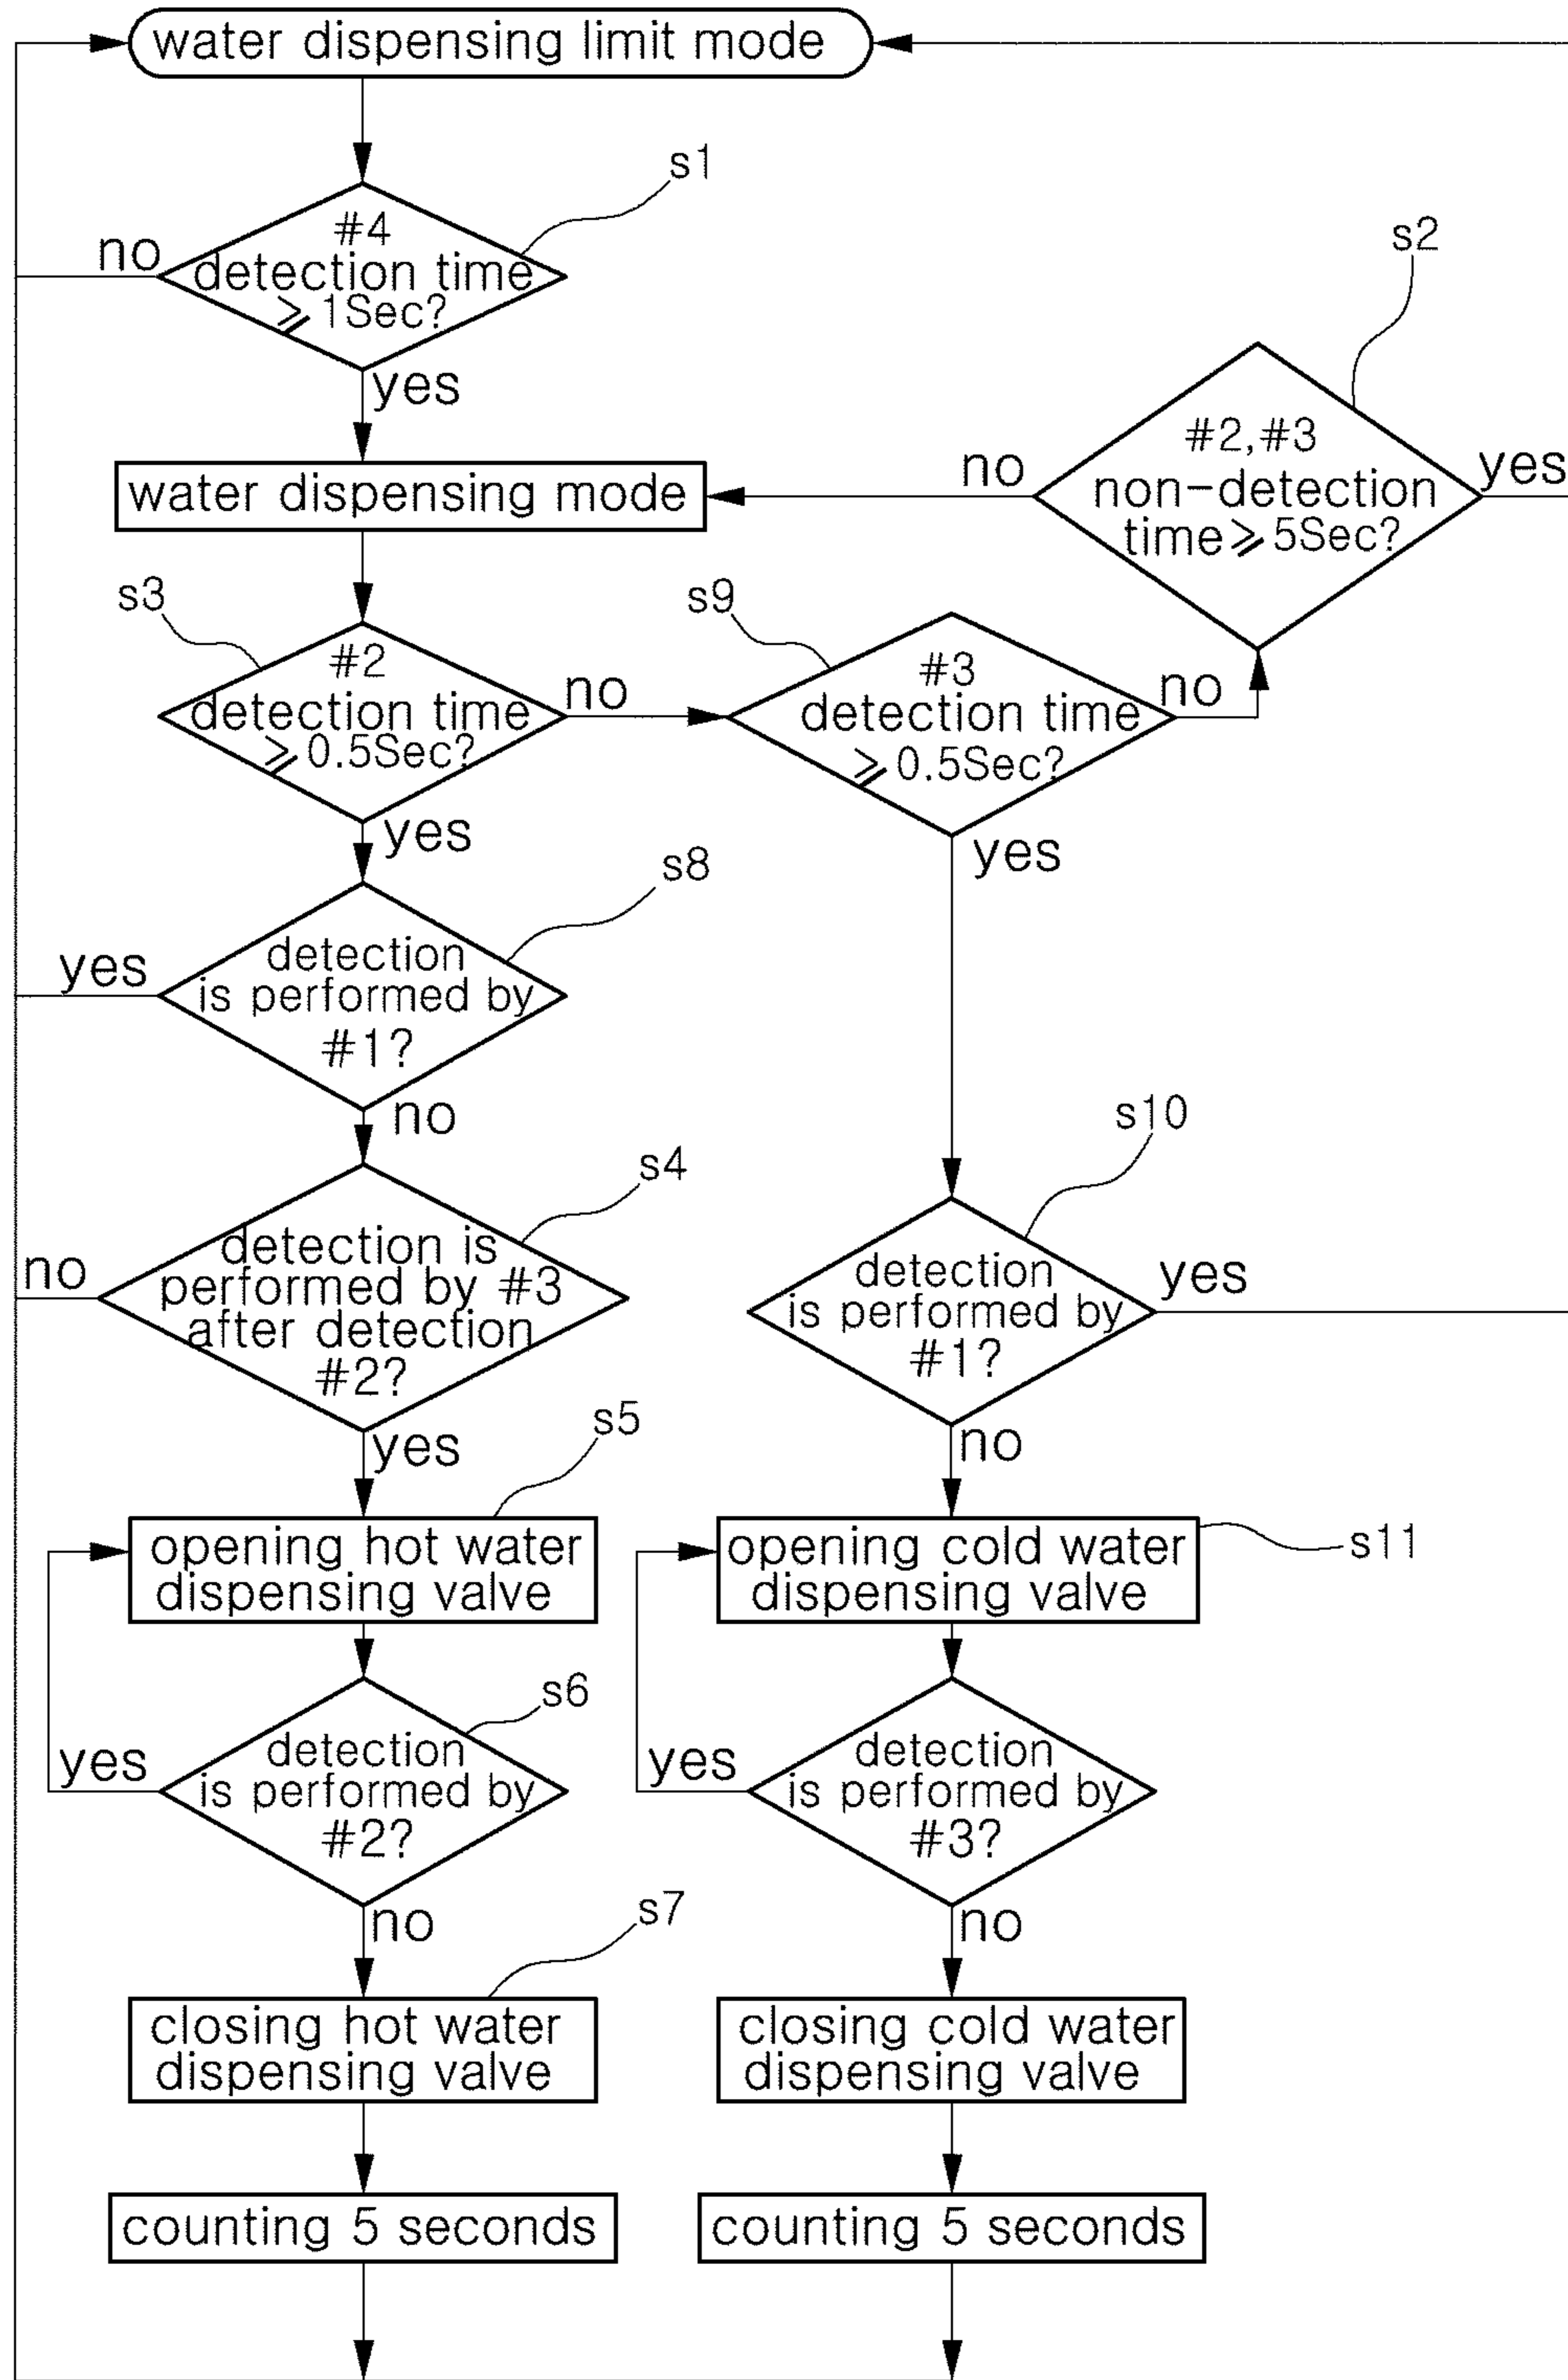 water dispensing limit mode
s1
#4
detection time
≥ 1Sec?
no
yes
s2
#2,#3
non-detection
time≥5Sec?
no
yes
water dispensing mode
s3
#2
detection time
≥ 0.5Sec?
no
yes
s9
#3
detection time
≥ 0.5Sec?
no
yes
s8
detection
is performed by
#1?
yes
no
s4
detection is
performed by #3
after detection
#2?
no
yes
s10
detection
is performed by
#1?
yes
no
s5
opening hot water
dispensing valve
opening cold water
dispensing valve
s11
s6
detection
is performed by
#2?
yes
no
detection
is performed by
#3?
yes
no
s7
closing hot water
dispensing valve
closing cold water
dispensing valve
counting 5 seconds
counting 5 seconds